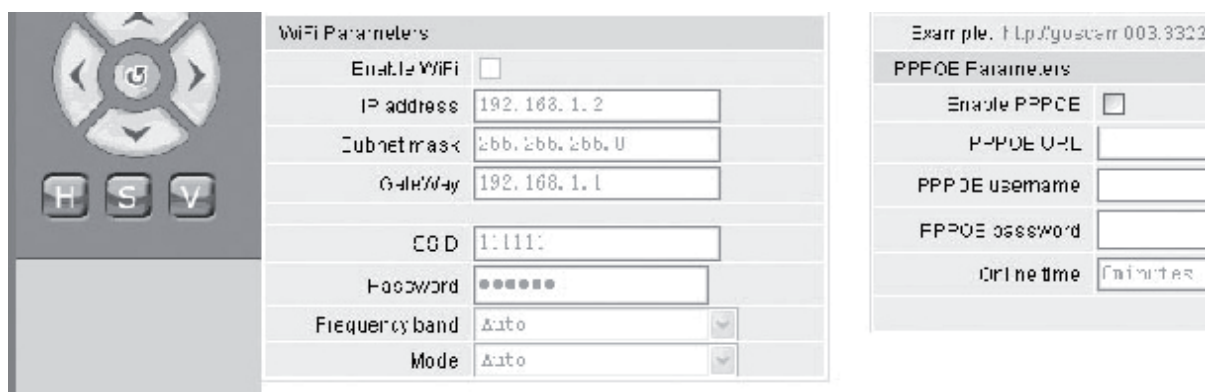 H S V
WiFi Parameters
Enable WiFi
IP address 192.168.1.2
Subnet mask 255.255.255.0
GateWay 192.168.1.1
SSID 111111
Password ●●●●●●
Frequency band Auto
Mode Auto
Example:
PPPOE Parameters
Enable PPPOE
PPPOE URL
PPPOE username
PPPOE password
Online time 0minutes